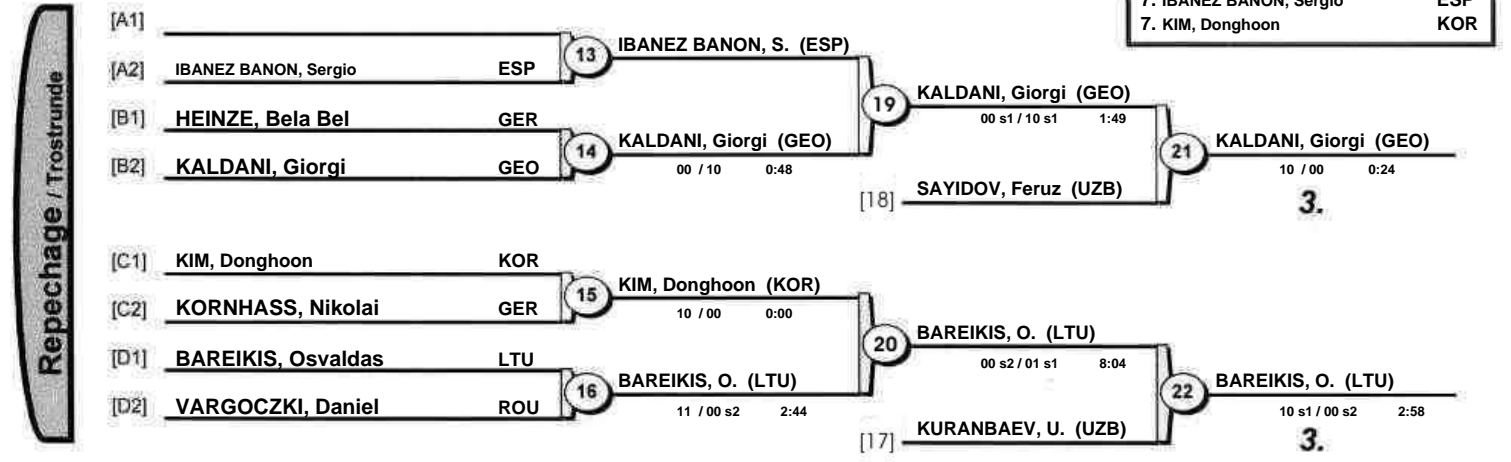 7. IBANEZ BANON, Sergio ESP
7. KIM, Donghoon KOR
Repechage / Trostrunde
[A1]
13
IBANEZ BANON, S. (ESP)
[A2] IBANEZ BANON, Sergio ESP
19
KALDANI, Giorgi (GEO)
00 s1 / 10 s1 1:49
[B1] HEINZE, Bela Bel GER
14
KALDANI, Giorgi (GEO)
00 / 10 0:48
[B2] KALDANI, Giorgi GEO
21
KALDANI, Giorgi (GEO)
10 / 00 0:24
[18] SAYIDOV, Feruz (UZB)
3.
[C1] KIM, Donghoon KOR
15
KIM, Donghoon (KOR)
10 / 00 0:00
[C2] KORNHASS, Nikolai GER
20
BAREIKIS, O. (LTU)
00 s2 / 01 s1 8:04
[D1] BAREIKIS, Osvaldas LTU
16
BAREIKIS, O. (LTU)
11 / 00 s2 2:44
[D2] VARGOCZKI, Daniel ROU
22
BAREIKIS, O. (LTU)
10 s1 / 00 s2 2:58
[17] KURANBAEV, U. (UZB)
3.